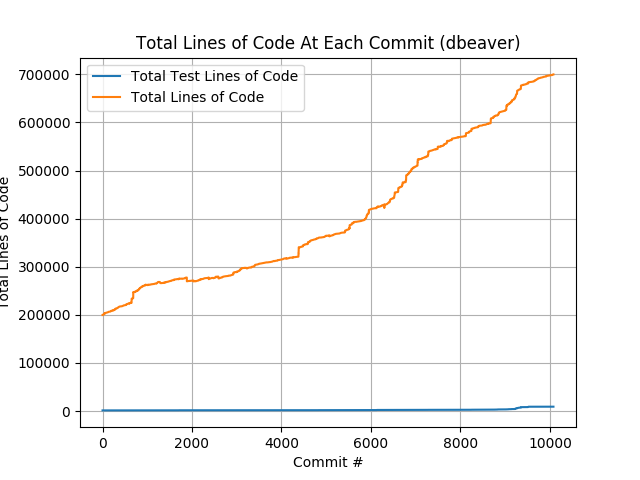 Total Lines of Code At Each Commit (dbeaver)
Total Test Lines of Code
Total Lines of Code
700000
600000
500000
400000
300000
200000
100000
0
Total Lines of Code
0 2000 4000 6000 8000 10000
Commit #